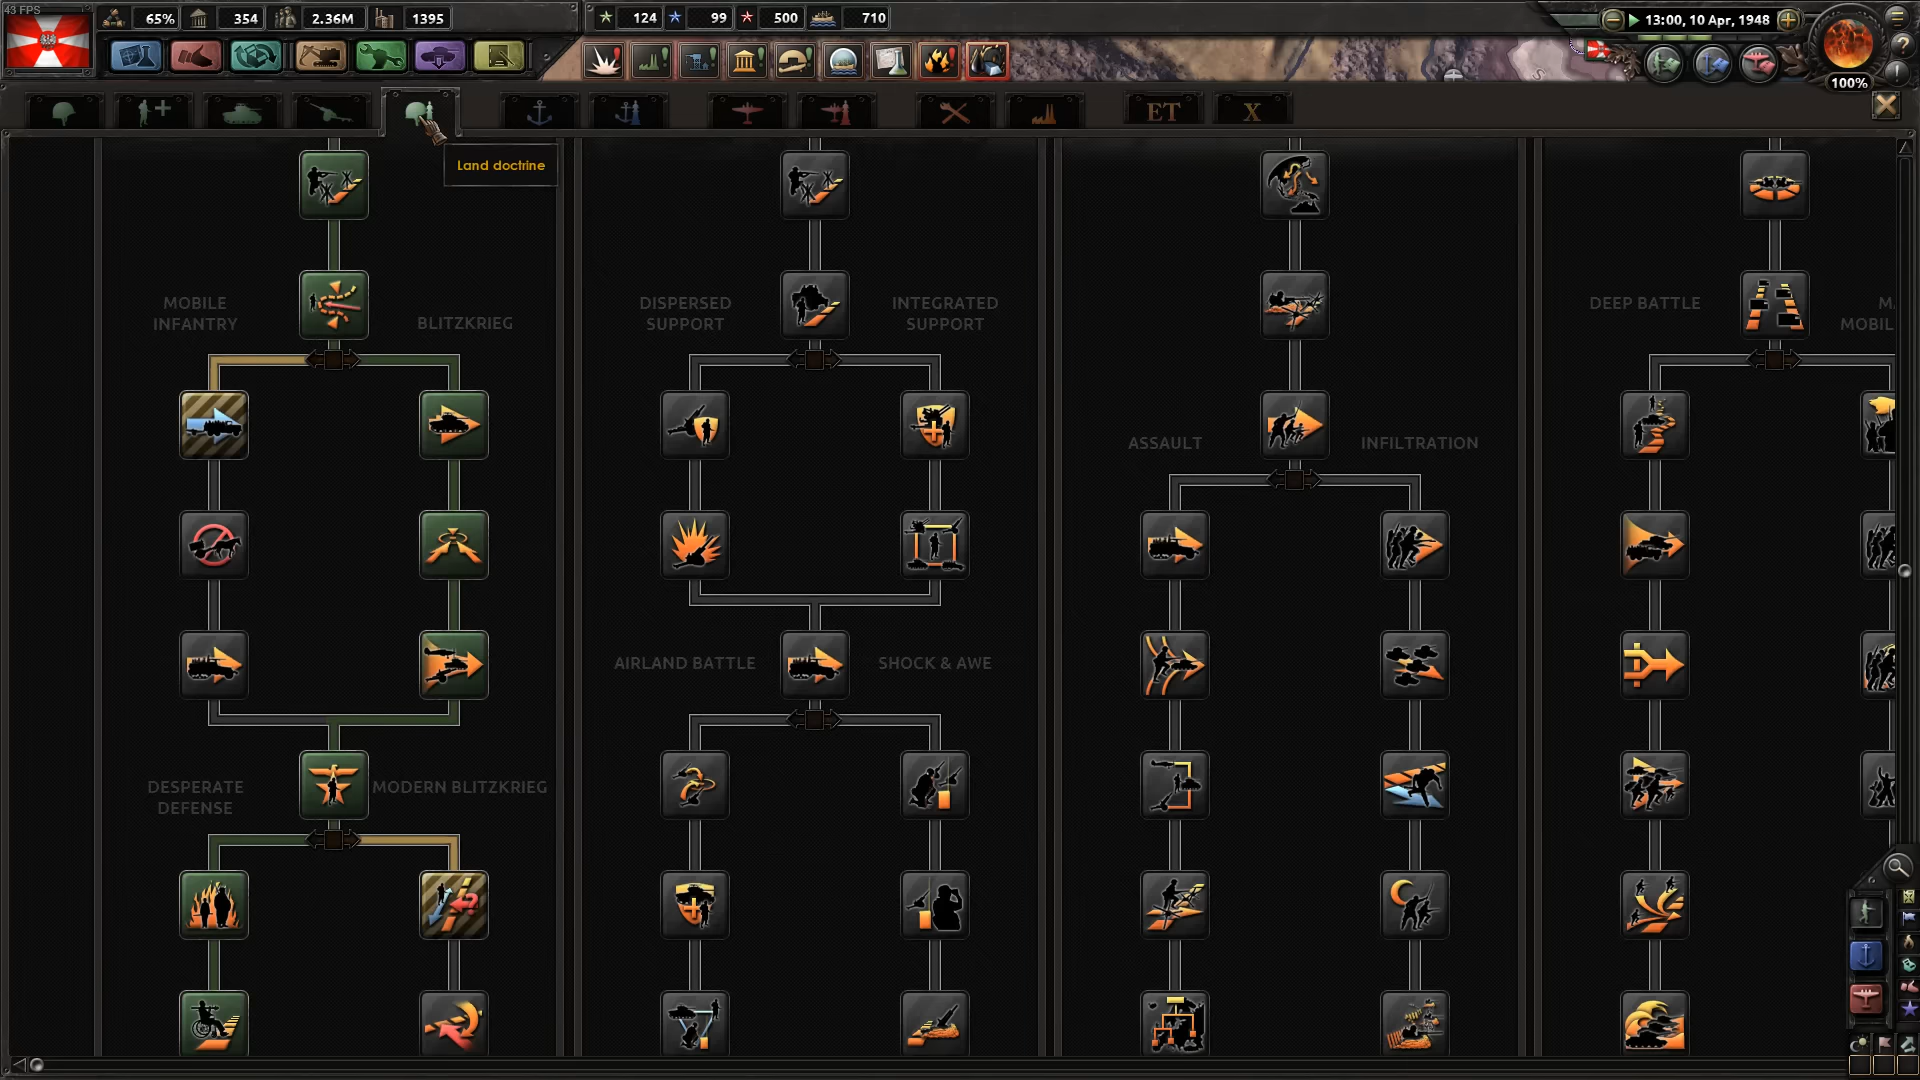 43 FPS
65%
354
2.36M
1395
124
99
500
710
13:00, 10 Apr, 1948
100%
ET
X
Land doctrine
MOBILE
INFANTRY
BLITZKRIEG
DISPERSED
SUPPORT
INTEGRATED
SUPPORT
DEEP BATTLE
MA
MOBIL
ASSAULT
INFILTRATION
AIRLAND BATTLE
SHOCK & AWE
DESPERATE
DEFENSE
MODERN BLITZKRIEG